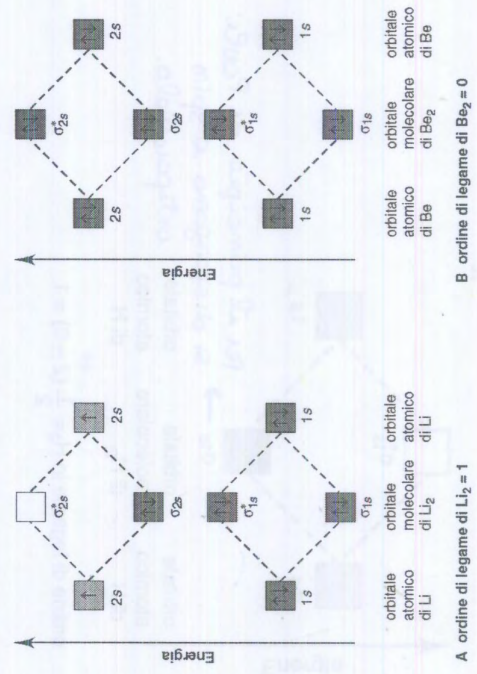 Energia
σ*2s
2s
2s
σ2s
σ*1s
1s
1s
σ1s
orbitale atomico di Li
orbitale molecolare di Li2
orbitale atomico di Li
A ordine di legame di Li2 = 1
Energia
σ*2s
2s
2s
σ2s
σ*1s
1s
1s
σ1s
orbitale atomico di Be
orbitale molecolare di Be2
orbitale atomico di Be
B ordine di legame di Be2 = 0